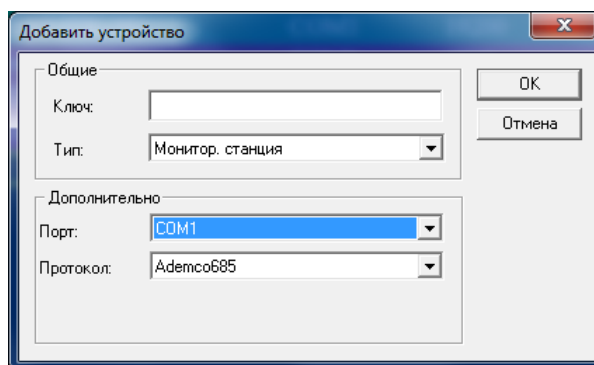 Добавить устройство
Общие
Ключ:
Тип: Монитор. станция
OK
Отмена
Дополнительно
Порт: COM1
Протокол: Ademco685